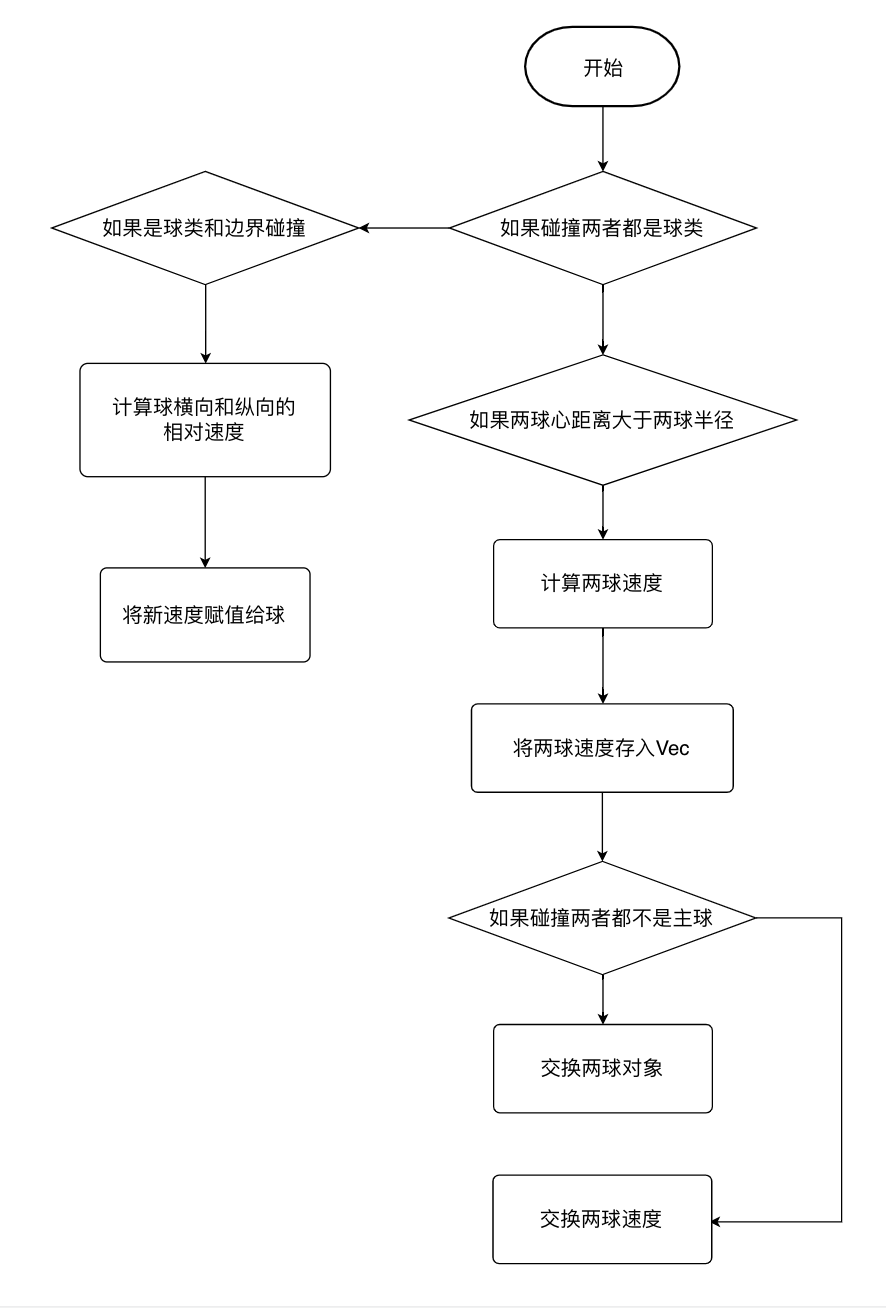 开始
如果碰撞两者都是球类
如果是球类和边界碰撞
计算球横向和纵向的
相对速度
将新速度赋值给球
如果两球心距离大于两球半径
计算两球速度
将两球速度存入Vec
如果碰撞两者都不是主球
交换两球对象
交换两球速度